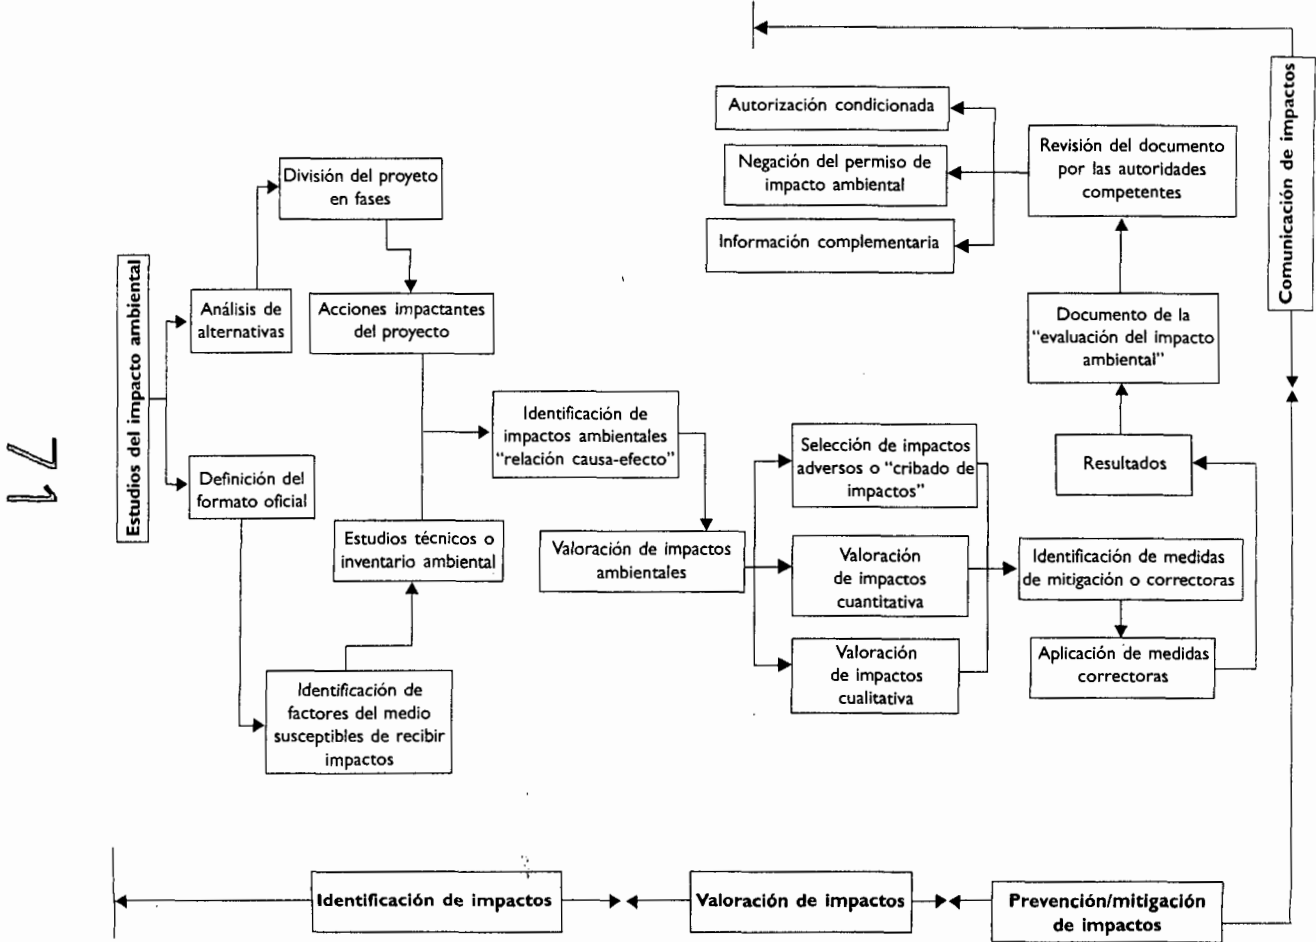 Estudios del impacto ambiental
Análisis de
alternativas
División del proyeto
en fases
Acciones impactantes
del proyecto
Definición del
formato oficial
Identificación de
factores del medio
susceptibles de recibir
impactos
Estudios técnicos o
inventario ambiental
Identificación de
impactos ambientales
"relación causa-efecto"
Valoración de impactos
ambientales
Selección de impactos
adversos o "cribado de
impactos"
Valoración
de impactos
cuantitativa
Valoración
de impactos
cualitativa
Identificación de medidas
de mitigación o correctoras
Aplicación de medidas
correctoras
Resultados
Documento de la
"evaluación del impacto
ambiental"
Revisión del documento
por las autoridades
competentes
Autorización condicionada
Negación del permiso de
impacto ambiental
Información complementaria
Comunicación de impactos
Identificación de impactos
Valoración de impactos
Prevención/mitigación
de impactos